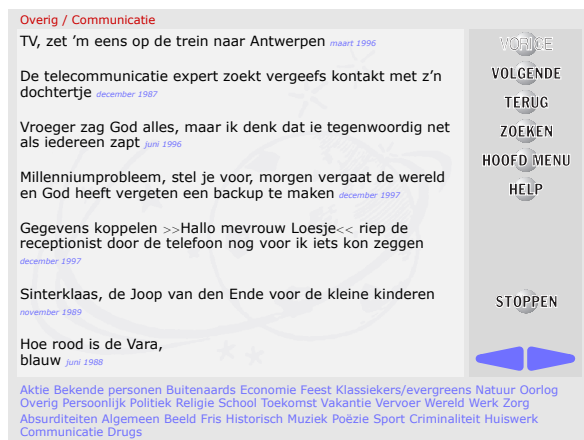 Overig / Communicatie
TV, zet ’m eens op de trein naar Antwerpen maart 1996
De telecommunicatie expert zoekt vergeefs kontakt met z’n
dochtertje december 1987
Vroeger zag God alles, maar ik denk dat ie tegenwoordig net
als iedereen zapt juni 1996
Millenniumprobleem, stel je voor, morgen vergaat de wereld
en God heeft vergeten een backup te maken december 1997
Gegevens koppelen >>Hallo mevrouw Loesje<< riep de
receptionist door de telefoon nog voor ik iets kon zeggen
december 1997
Sinterklaas, de Joop van den Ende voor de kleine kinderen
november 1989
Hoe rood is de Vara,
blauw juni 1988
VORIGE
VOLGENDE
TERUG
ZOEKEN
HOOFD MENU
HELP
STOPPEN
Aktie Bekende personen Buitenaards Economie Feest Klassiekers/evergreens Natuur Oorlog
Overig Persoonlijk Politiek Religie School Toekomst Vakantie Vervoer Wereld Werk Zorg
Absurditeiten Algemeen Beeld Fris Historisch Muziek Poëzie Sport Criminaliteit Huiswerk
Communicatie Drugs